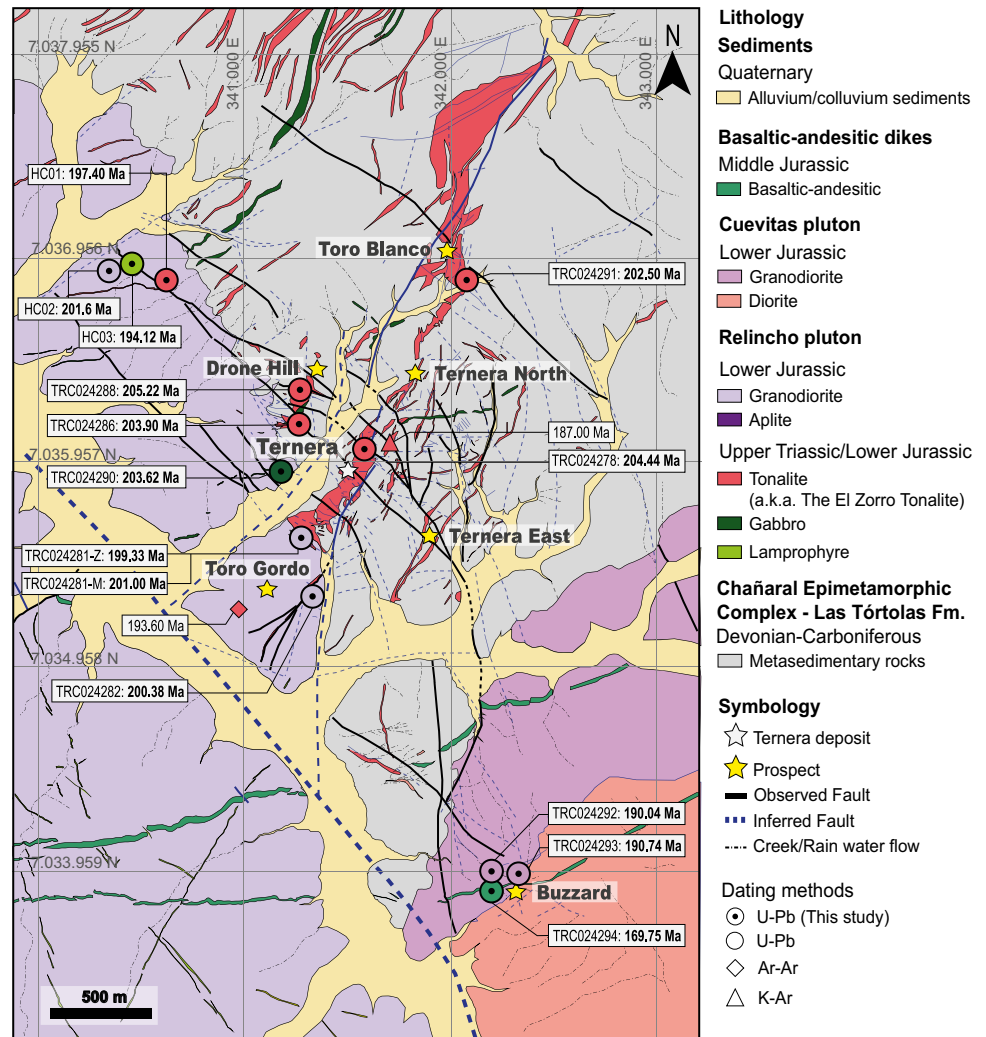 7.037.955 N
341.000 E
342.000 E
343.000 E
N
HC01: 197.40 Ma
7.036.956 N
Toro Blanco
TRC024291: 202,50 Ma
HC02: 201.6 Ma
HC03: 194.12 Ma
Drone Hill
Ternera North
TRC024288: 205.22 Ma
TRC024286: 203.90 Ma
187.00 Ma
Ternera
TRC024278: 204.44 Ma
7.035.957 N
TRC024290: 203.62 Ma
Ternera East
TRC024281-Z: 199,33 Ma
Toro Gordo
TRC024281-M: 201.00 Ma
193.60 Ma
7.034.958 N
TRC024282: 200.38 Ma
TRC024292: 190.04 Ma
TRC024293: 190,74 Ma
7.033.959 N
Buzzard
TRC024294: 169,75 Ma
500 m
Lithology
Sediments
Quaternary
Alluvium/colluvium sediments
Basaltic-andesitic dikes
Middle Jurassic
Basaltic-andesitic
Cuevitas pluton
Lower Jurassic
Granodiorite
Diorite
Relincho pluton
Lower Jurassic
Granodiorite
Aplite
Upper Triassic/Lower Jurassic
Tonalite
(a.k.a. The El Zorro Tonalite)
Gabbro
Lamprophyre
Chañaral Epimetamorphic
Complex - Las Tórtolas Fm.
Devonian-Carboniferous
Metasedimentary rocks
Symbology
Ternera deposit
Prospect
Observed Fault
Inferred Fault
Creek/Rain water flow
Dating methods
U-Pb (This study)
U-Pb
Ar-Ar
K-Ar